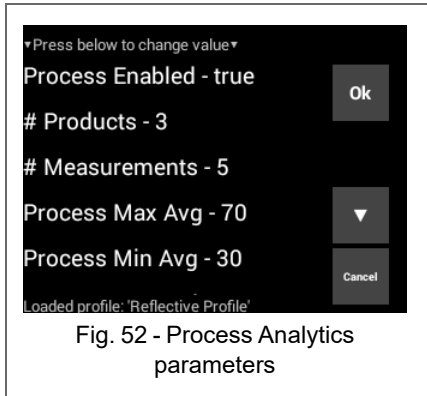 ▾Press below to change value▾
Process Enabled - true
Ok
# Products - 3
# Measurements - 5
Process Max Avg - 70
▼
Process Min Avg - 30
Cancel
Loaded profile: 'Reflective Profile'
Fig. 52 - Process Analytics
parameters